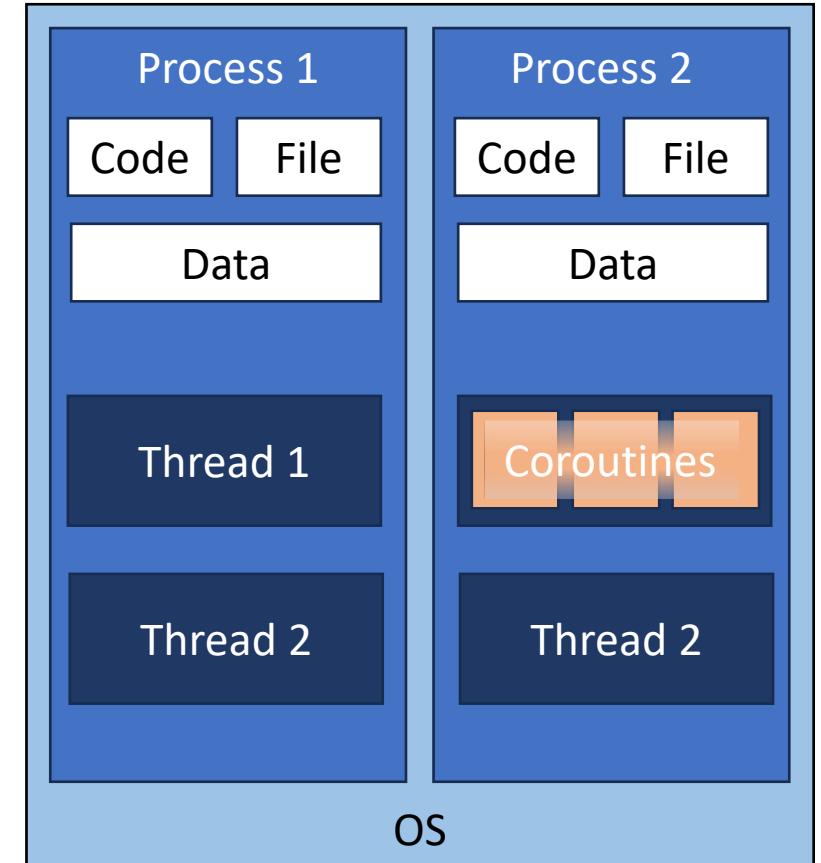 Process 1
Code File
Data
Thread 1
Thread 2
Process 2
Code File
Data
Coroutines
Thread 2
OS